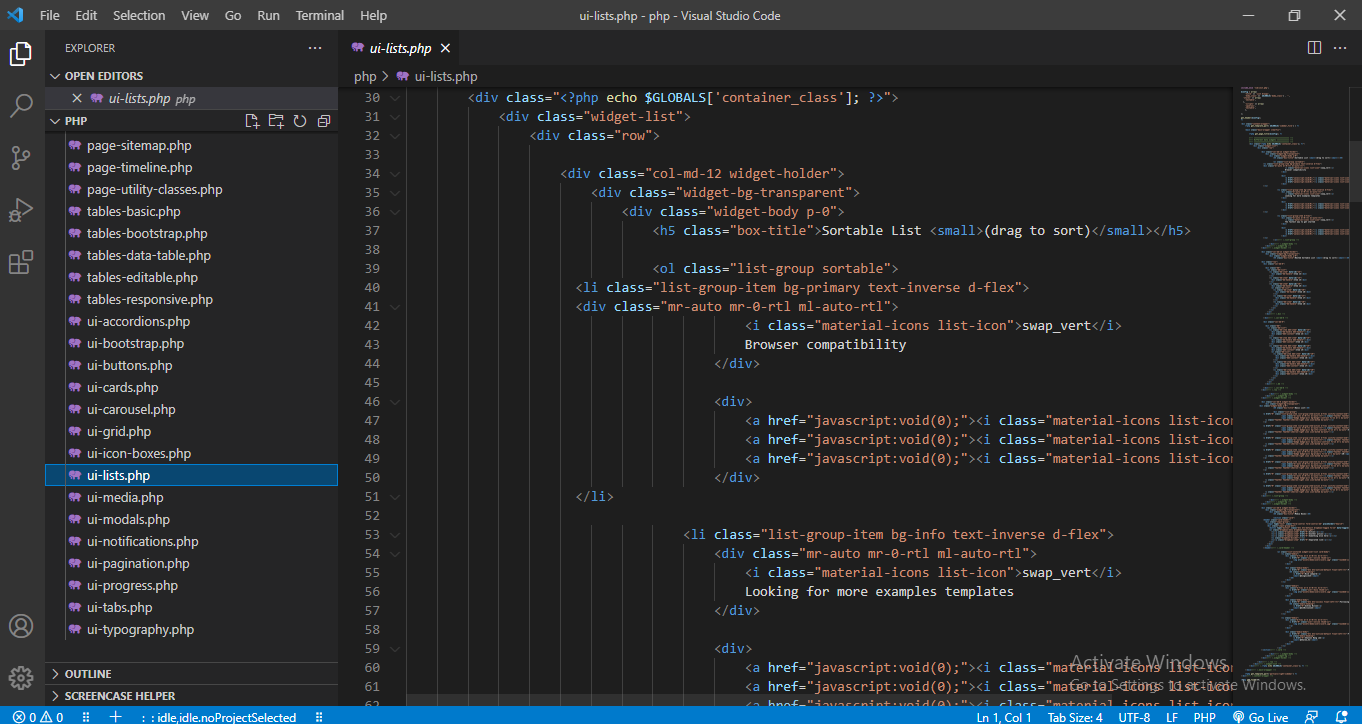 File Edit Selection View Go Run Terminal Help
ui-lists.php - php - Visual Studio Code
EXPLORER
OPEN EDITORS
ui-lists.php php
PHP
page-sitemap.php
page-timeline.php
page-utility-classes.php
tables-basic.php
tables-bootstrap.php
tables-data-table.php
tables-editable.php
tables-responsive.php
ui-accordions.php
ui-bootstrap.php
ui-buttons.php
ui-cards.php
ui-carousel.php
ui-grid.php
ui-icon-boxes.php
ui-lists.php
ui-media.php
ui-modals.php
ui-notifications.php
ui-pagination.php
ui-progress.php
ui-tabs.php
ui-typography.php
OUTLINE
SCREENCASE HELPER
ui-lists.php
php > ui-lists.php
30 <div class="<?php echo $GLOBALS['container_class']; ?>">
31 <div class="widget-list">
32 <div class="row">
33
34 <div class="col-md-12 widget-holder">
35 <div class="widget-bg-transparent">
36 <div class="widget-body p-0">
37 <h5 class="box-title">Sortable List <small>(drag to sort)</small></h5>
38
39 <ol class="list-group sortable">
40 <li class="list-group-item bg-primary text-inverse d-flex">
41 <div class="mr-auto mr-0-rtl ml-auto-rtl">
42 <i class="material-icons list-icon">swap_vert</i>
43 Browser compatibility
44 </div>
45
46 <div>
47 <a href="javascript:void(0);"><i class="material-icons list-icon
48 <a href="javascript:void(0);"><i class="material-icons list-icon
49 <a href="javascript:void(0);"><i class="material-icons list-icon
50 </div>
51 </li>
52
53 <li class="list-group-item bg-info text-inverse d-flex">
54 <div class="mr-auto mr-0-rtl ml-auto-rtl">
55 <i class="material-icons list-icon">swap_vert</i>
56 Looking for more examples templates
57 </div>
58
59 <div>
60 <a href="javascript:void(0);"><i class="material-icons list-icon
61 <a href="javascript:void(0);"><i class="material-icons list-icon
62
Activate Windows
Go to Settings to activate Windows.
0 0 : : idle,idle.noProjectSelected
Ln 1, Col 1 Tab Size: 4 UTF-8 LF PHP Go Live